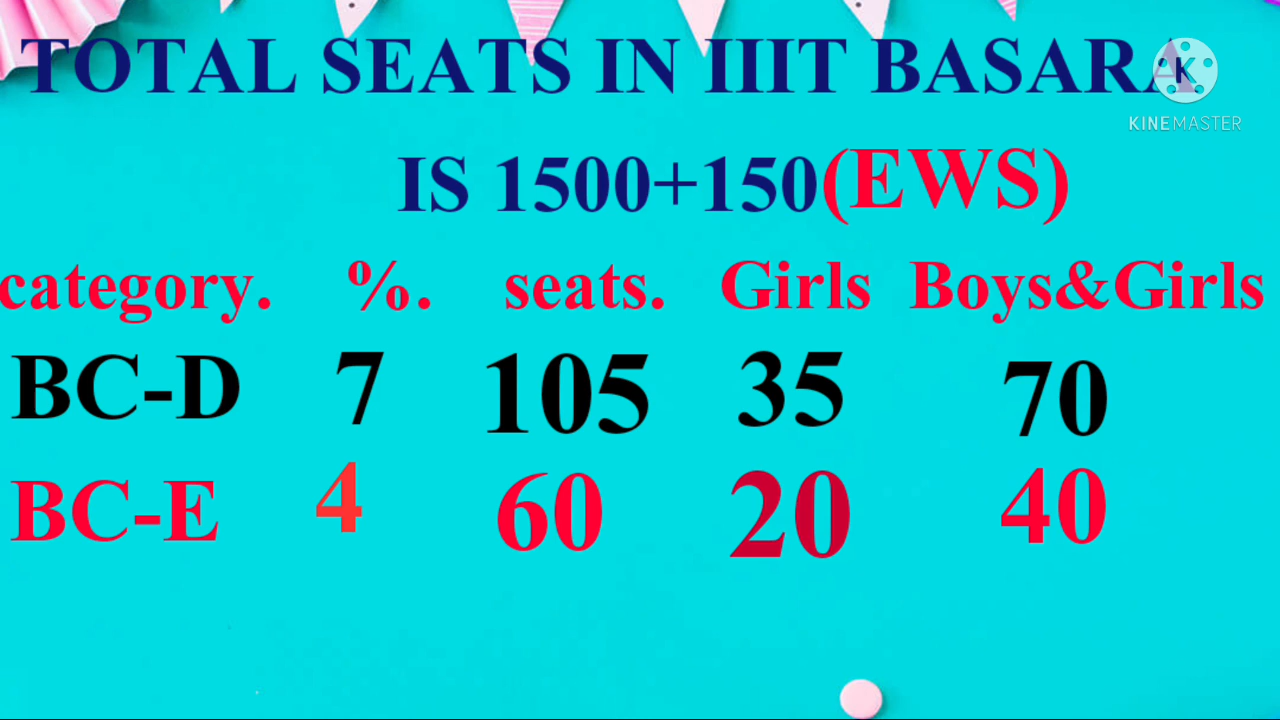 TOTAL SEATS IN IIIT BASARA
K
KINEMASTER
IS 1500+150(EWS)
category. %. seats. Girls Boys&Girls
BC-D 7 105 35 70
BC-E 4 60 20 40